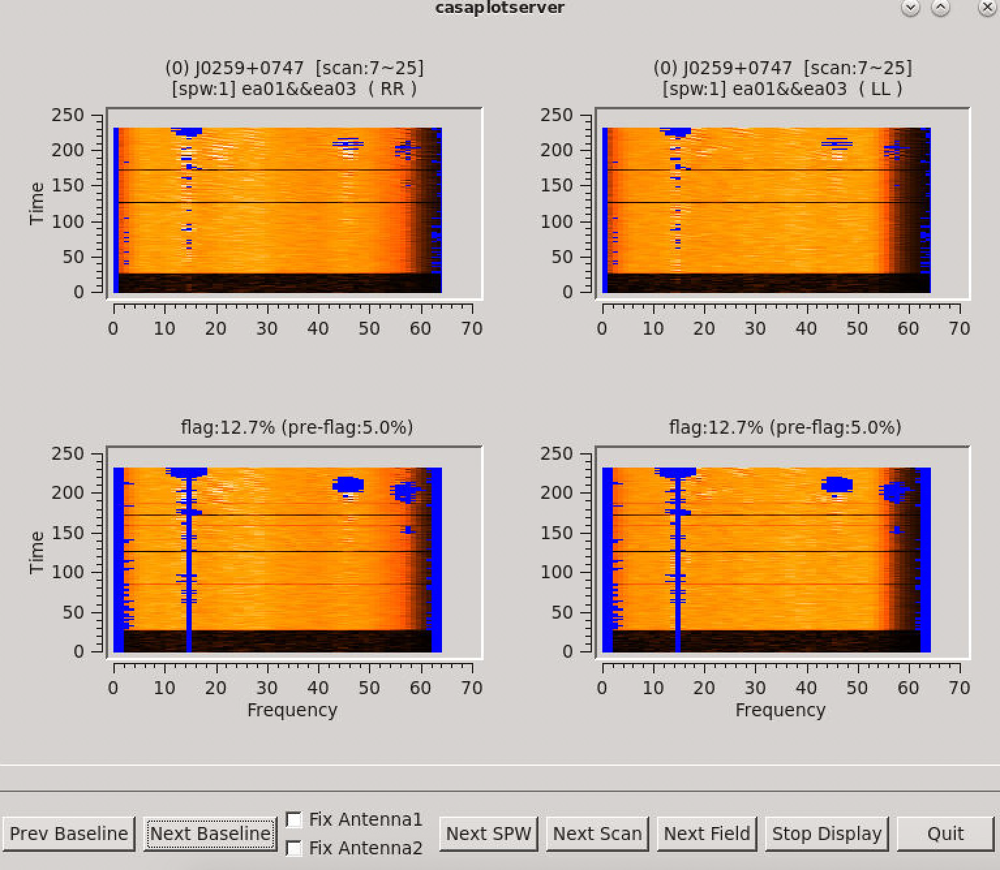 casaplotserver
(0) J0259+0747 [scan:7~25]
[spw:1] ea01&&ea03 ( RR )
250
200
150
100
50
0
Time
0 10 20 30 40 50 60 70
(0) J0259+0747 [scan:7~25]
[spw:1] ea01&&ea03 ( LL )
250
200
150
100
50
0
0 10 20 30 40 50 60 70
flag:12.7% (pre-flag:5.0%)
250
200
150
100
50
0
Time
0 10 20 30 40 50 60 70
Frequency
flag:12.7% (pre-flag:5.0%)
250
200
150
100
50
0
0 10 20 30 40 50 60 70
Frequency
Prev Baseline
Next Baseline
Fix Antenna1
Fix Antenna2
Next SPW
Next Scan
Next Field
Stop Display
Quit